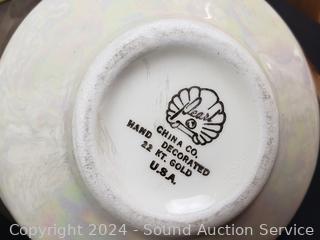 Pearl
CHINA CO.
HAND DECORATED
22 KT. GOLD
U.S.A.
Copyright 2024 - Sound Auction Service